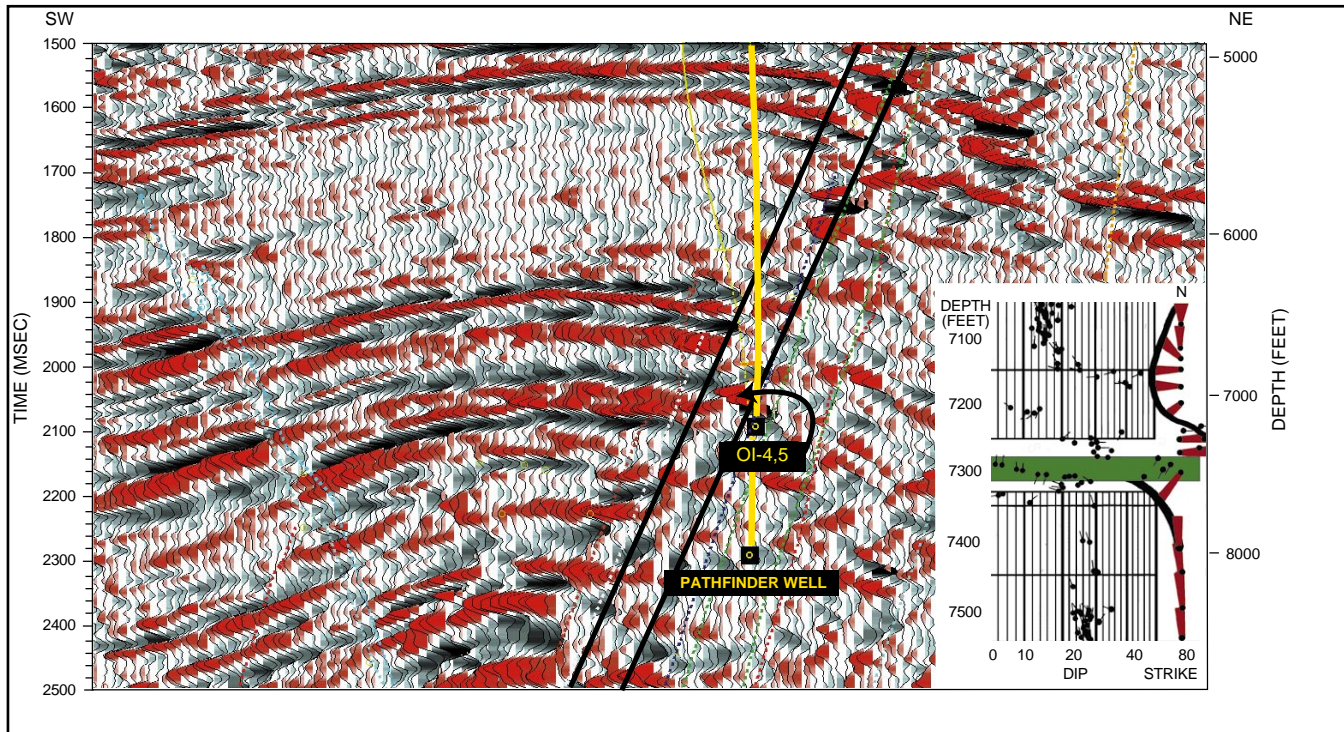 SW
NE
1500
1600
1700
1800
1900
2000
2100
2200
2300
2400
2500
TIME (MSEC)
5000
6000
7000
8000
DEPTH (FEET)
OI-4,5
PATHFINDER WELL
N
DEPTH
(FEET)
7100
7200
7300
7400
7500
0 10 20 40 80
DIP STRIKE